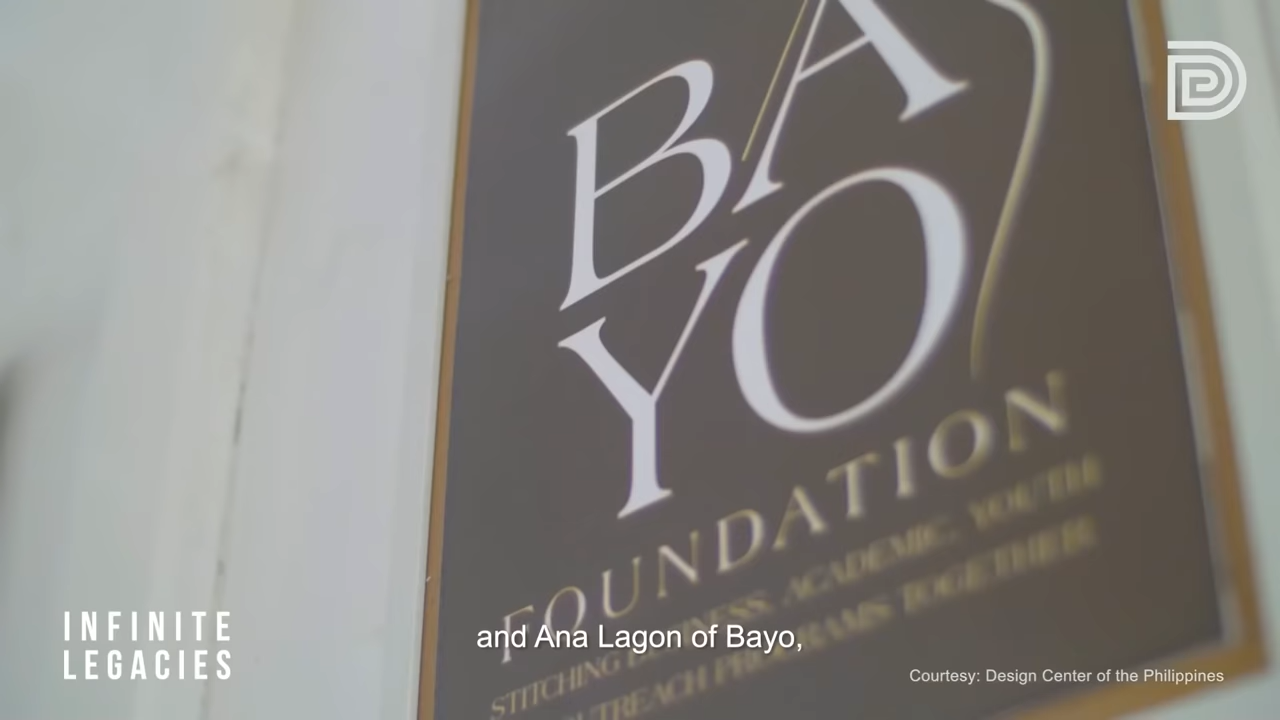 BA
YO
FOUNDATION
STITCHING BUSINESS, ACADEMIC, YOUTH
OUTREACH PROGRAMS TOGETHER
INFINITE
LEGACIES
and Ana Lagon of Bayo,
Courtesy: Design Center of the Philippines